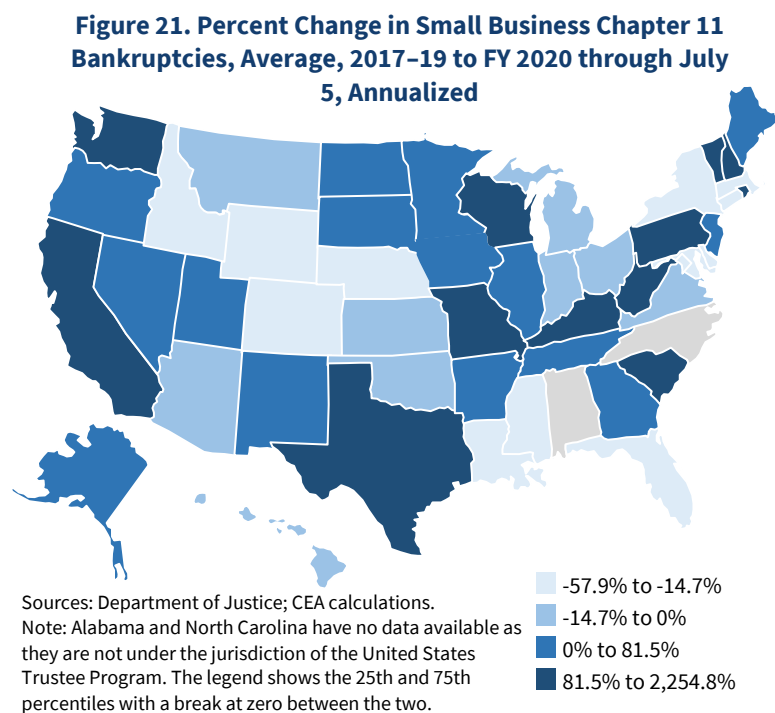 Figure 21. Percent Change in Small Business Chapter 11
Bankruptcies, Average, 2017–19 to FY 2020 through July
5, Annualized
-57.9% to -14.7%
-14.7% to 0%
0% to 81.5%
81.5% to 2,254.8%
Sources: Department of Justice; CEA calculations.
Note: Alabama and North Carolina have no data available as
they are not under the jurisdiction of the United States
Trustee Program. The legend shows the 25th and 75th
percentiles with a break at zero between the two.